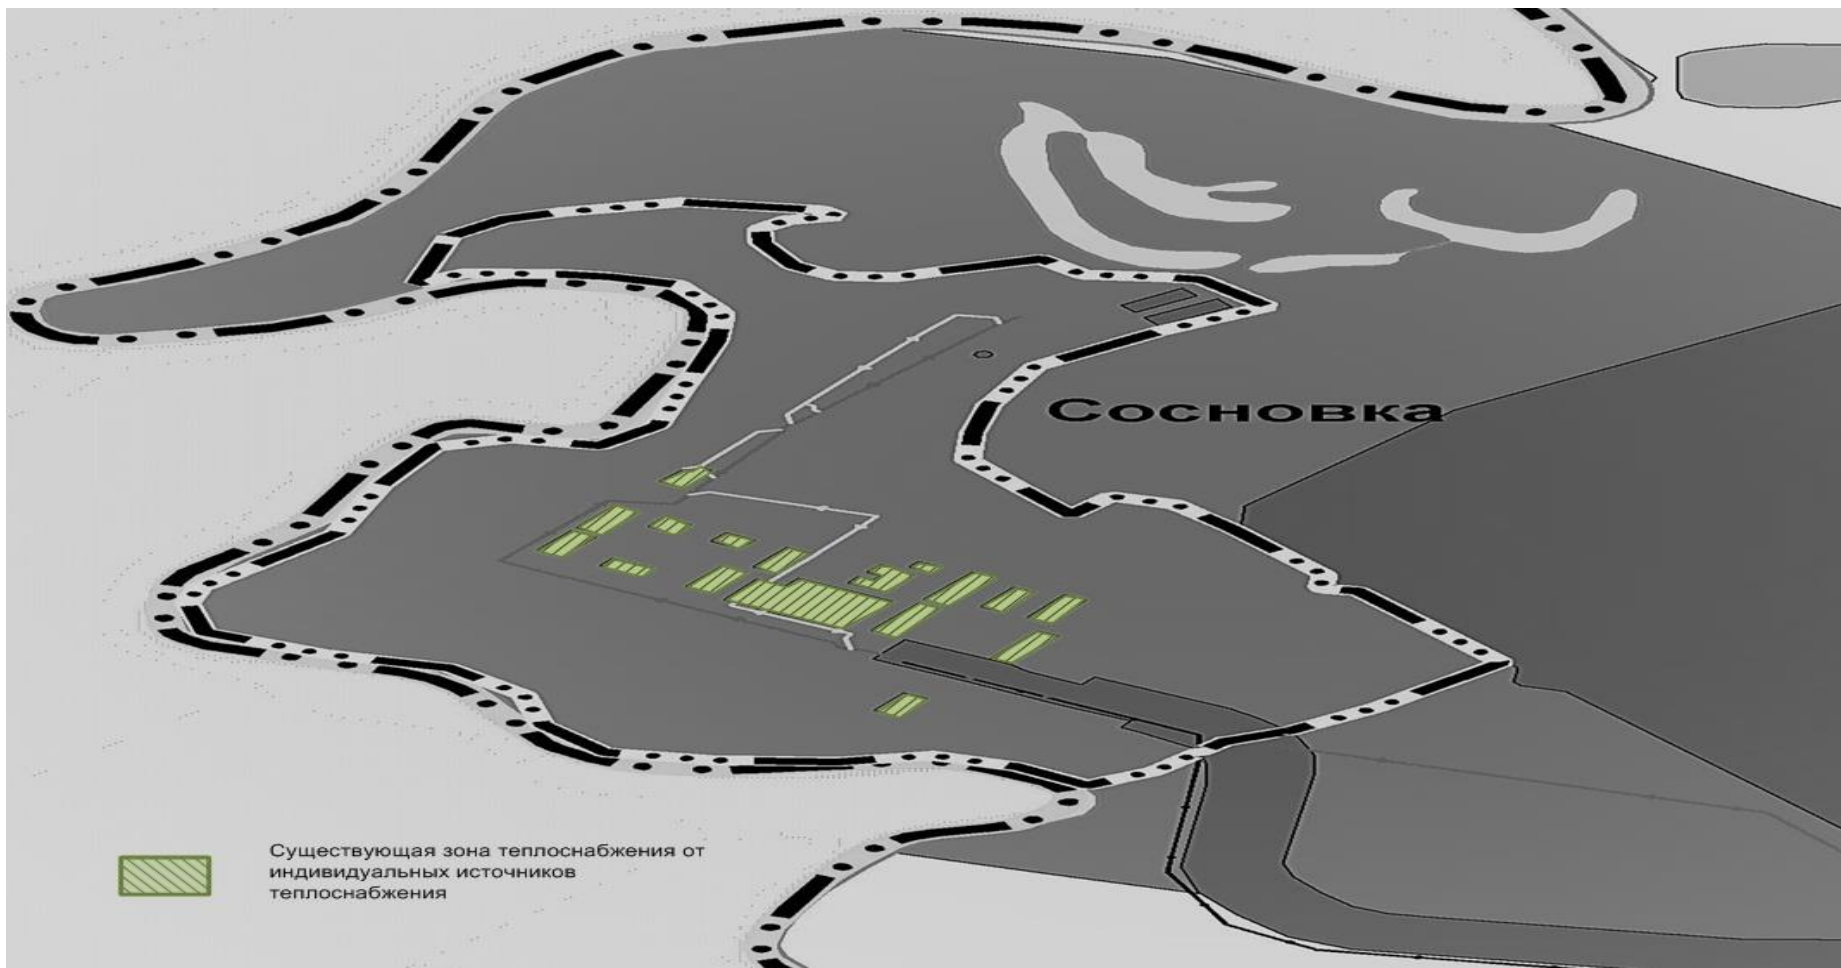 Сосновка
Существующая зона теплоснабжения от
индивидуальных источников
теплоснабжения